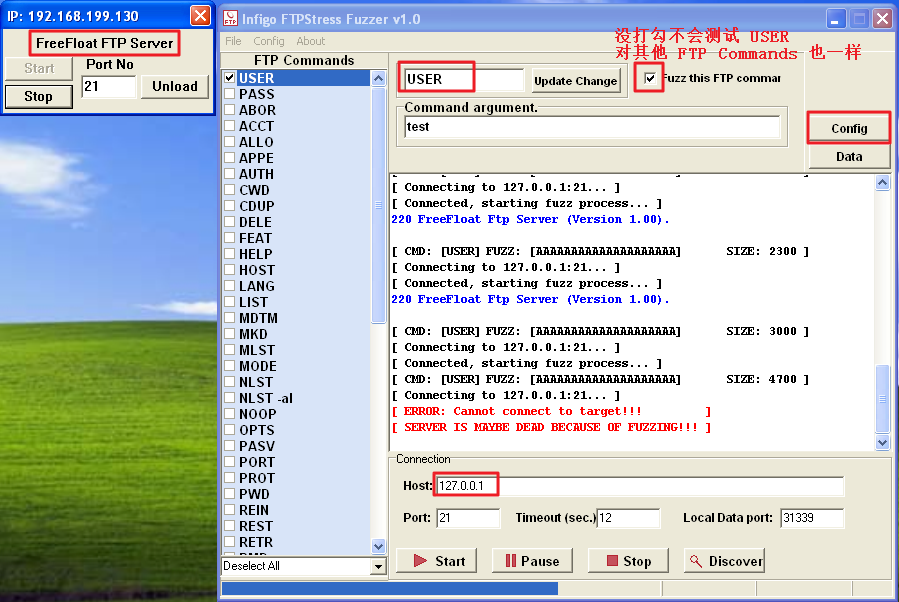 IP: 192.168.199.130
FreeFloat FTP Server
Start
Port No
21
Unload
Stop
Infigo FTPStress Fuzzer v1.0
File Config About
没打勾不会测试 USER
对其他 FTP Commands 也一样
FTP Commands
USER
PASS
ABOR
ACCT
ALLO
APPE
AUTH
CWD
CDUP
DELE
FEAT
HELP
HOST
LANG
LIST
MDTM
MKD
MLST
MODE
NLST
NLST -al
NOOP
OPTS
PASV
PORT
PROT
PWD
REIN
REST
RETR
Deselect All
USER
Update Change
Fuzz this FTP commar
Command argument.
test
Config
Data
[ Connecting to 127.0.0.1:21... ]
[ Connected, starting fuzz process... ]
220 FreeFloat Ftp Server (Version 1.00).
[ CMD: [USER] FUZZ: [AAAAAAAAAAAAAAAAAAAA] SIZE: 2300 ]
[ Connecting to 127.0.0.1:21... ]
[ Connected, starting fuzz process... ]
220 FreeFloat Ftp Server (Version 1.00).
[ CMD: [USER] FUZZ: [AAAAAAAAAAAAAAAAAAAA] SIZE: 3000 ]
[ Connecting to 127.0.0.1:21... ]
[ Connected, starting fuzz process... ]
[ CMD: [USER] FUZZ: [AAAAAAAAAAAAAAAAAAAA] SIZE: 4700 ]
[ Connecting to 127.0.0.1:21... ]
[ ERROR: Cannot connect to target!!! ]
[ SERVER IS MAYBE DEAD BECAUSE OF FUZZING!!! ]
Connection
Host: 127.0.0.1
Port: 21 Timeout (sec.) 12 Local Data port: 31339
Start Pause Stop Discover